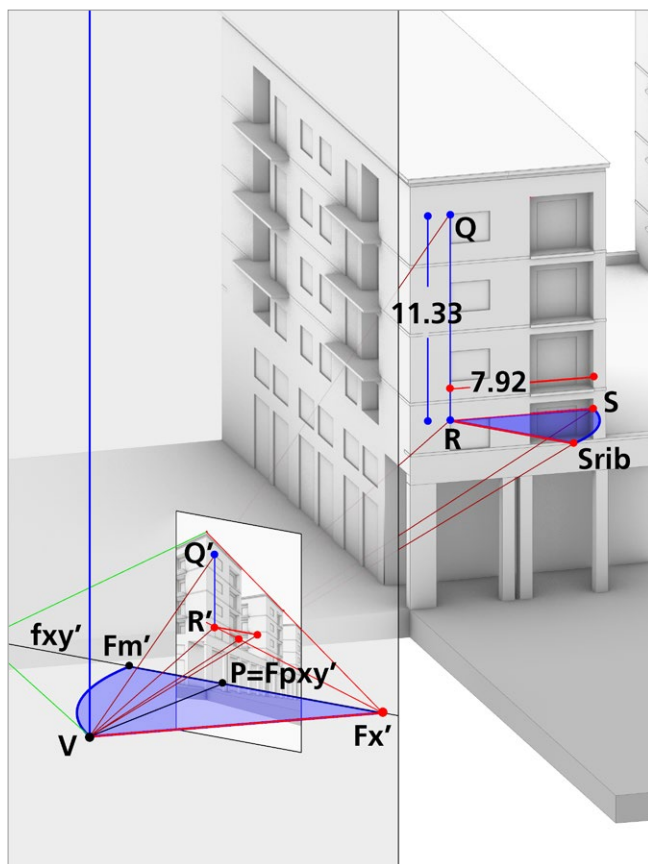 Q
11.33
7.92
S
R
Srib
Q’
R’
fxy’
Fm’
P=Fpxy’
Fx’
V